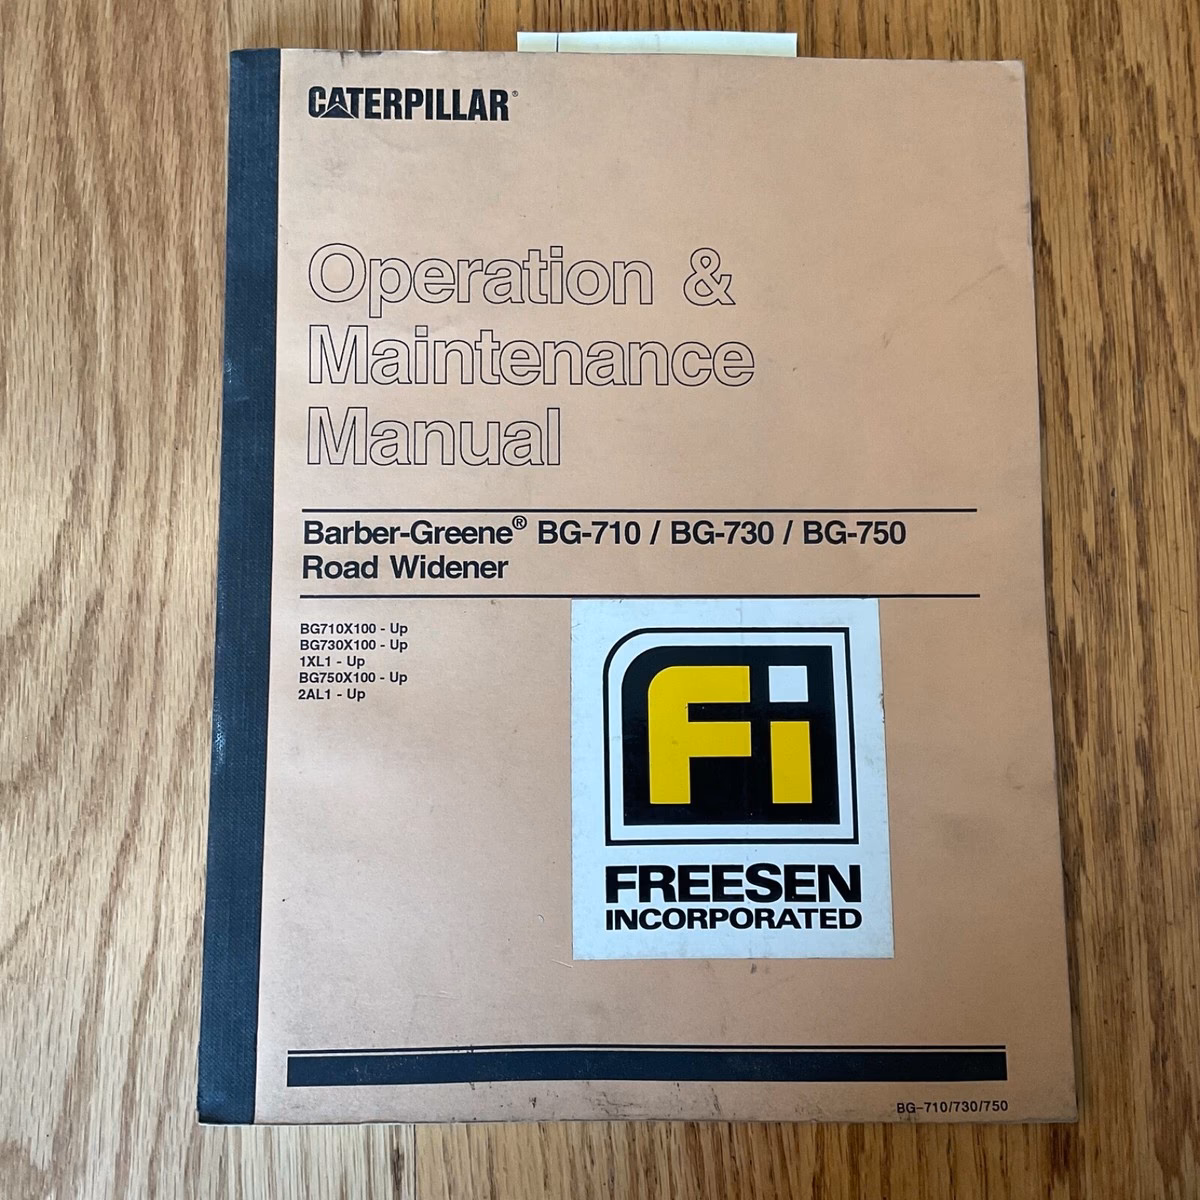 CATERPILLAR®
Operation &
Maintenance
Manual
Barber-Greene® BG-710 / BG-730 / BG-750
Road Widener
BG710X100 - Up
BG730X100 - Up
1XL1 - Up
BG750X100 - Up
2AL1 - Up
Fi
FREESEN
INCORPORATED
BG-710/730/750